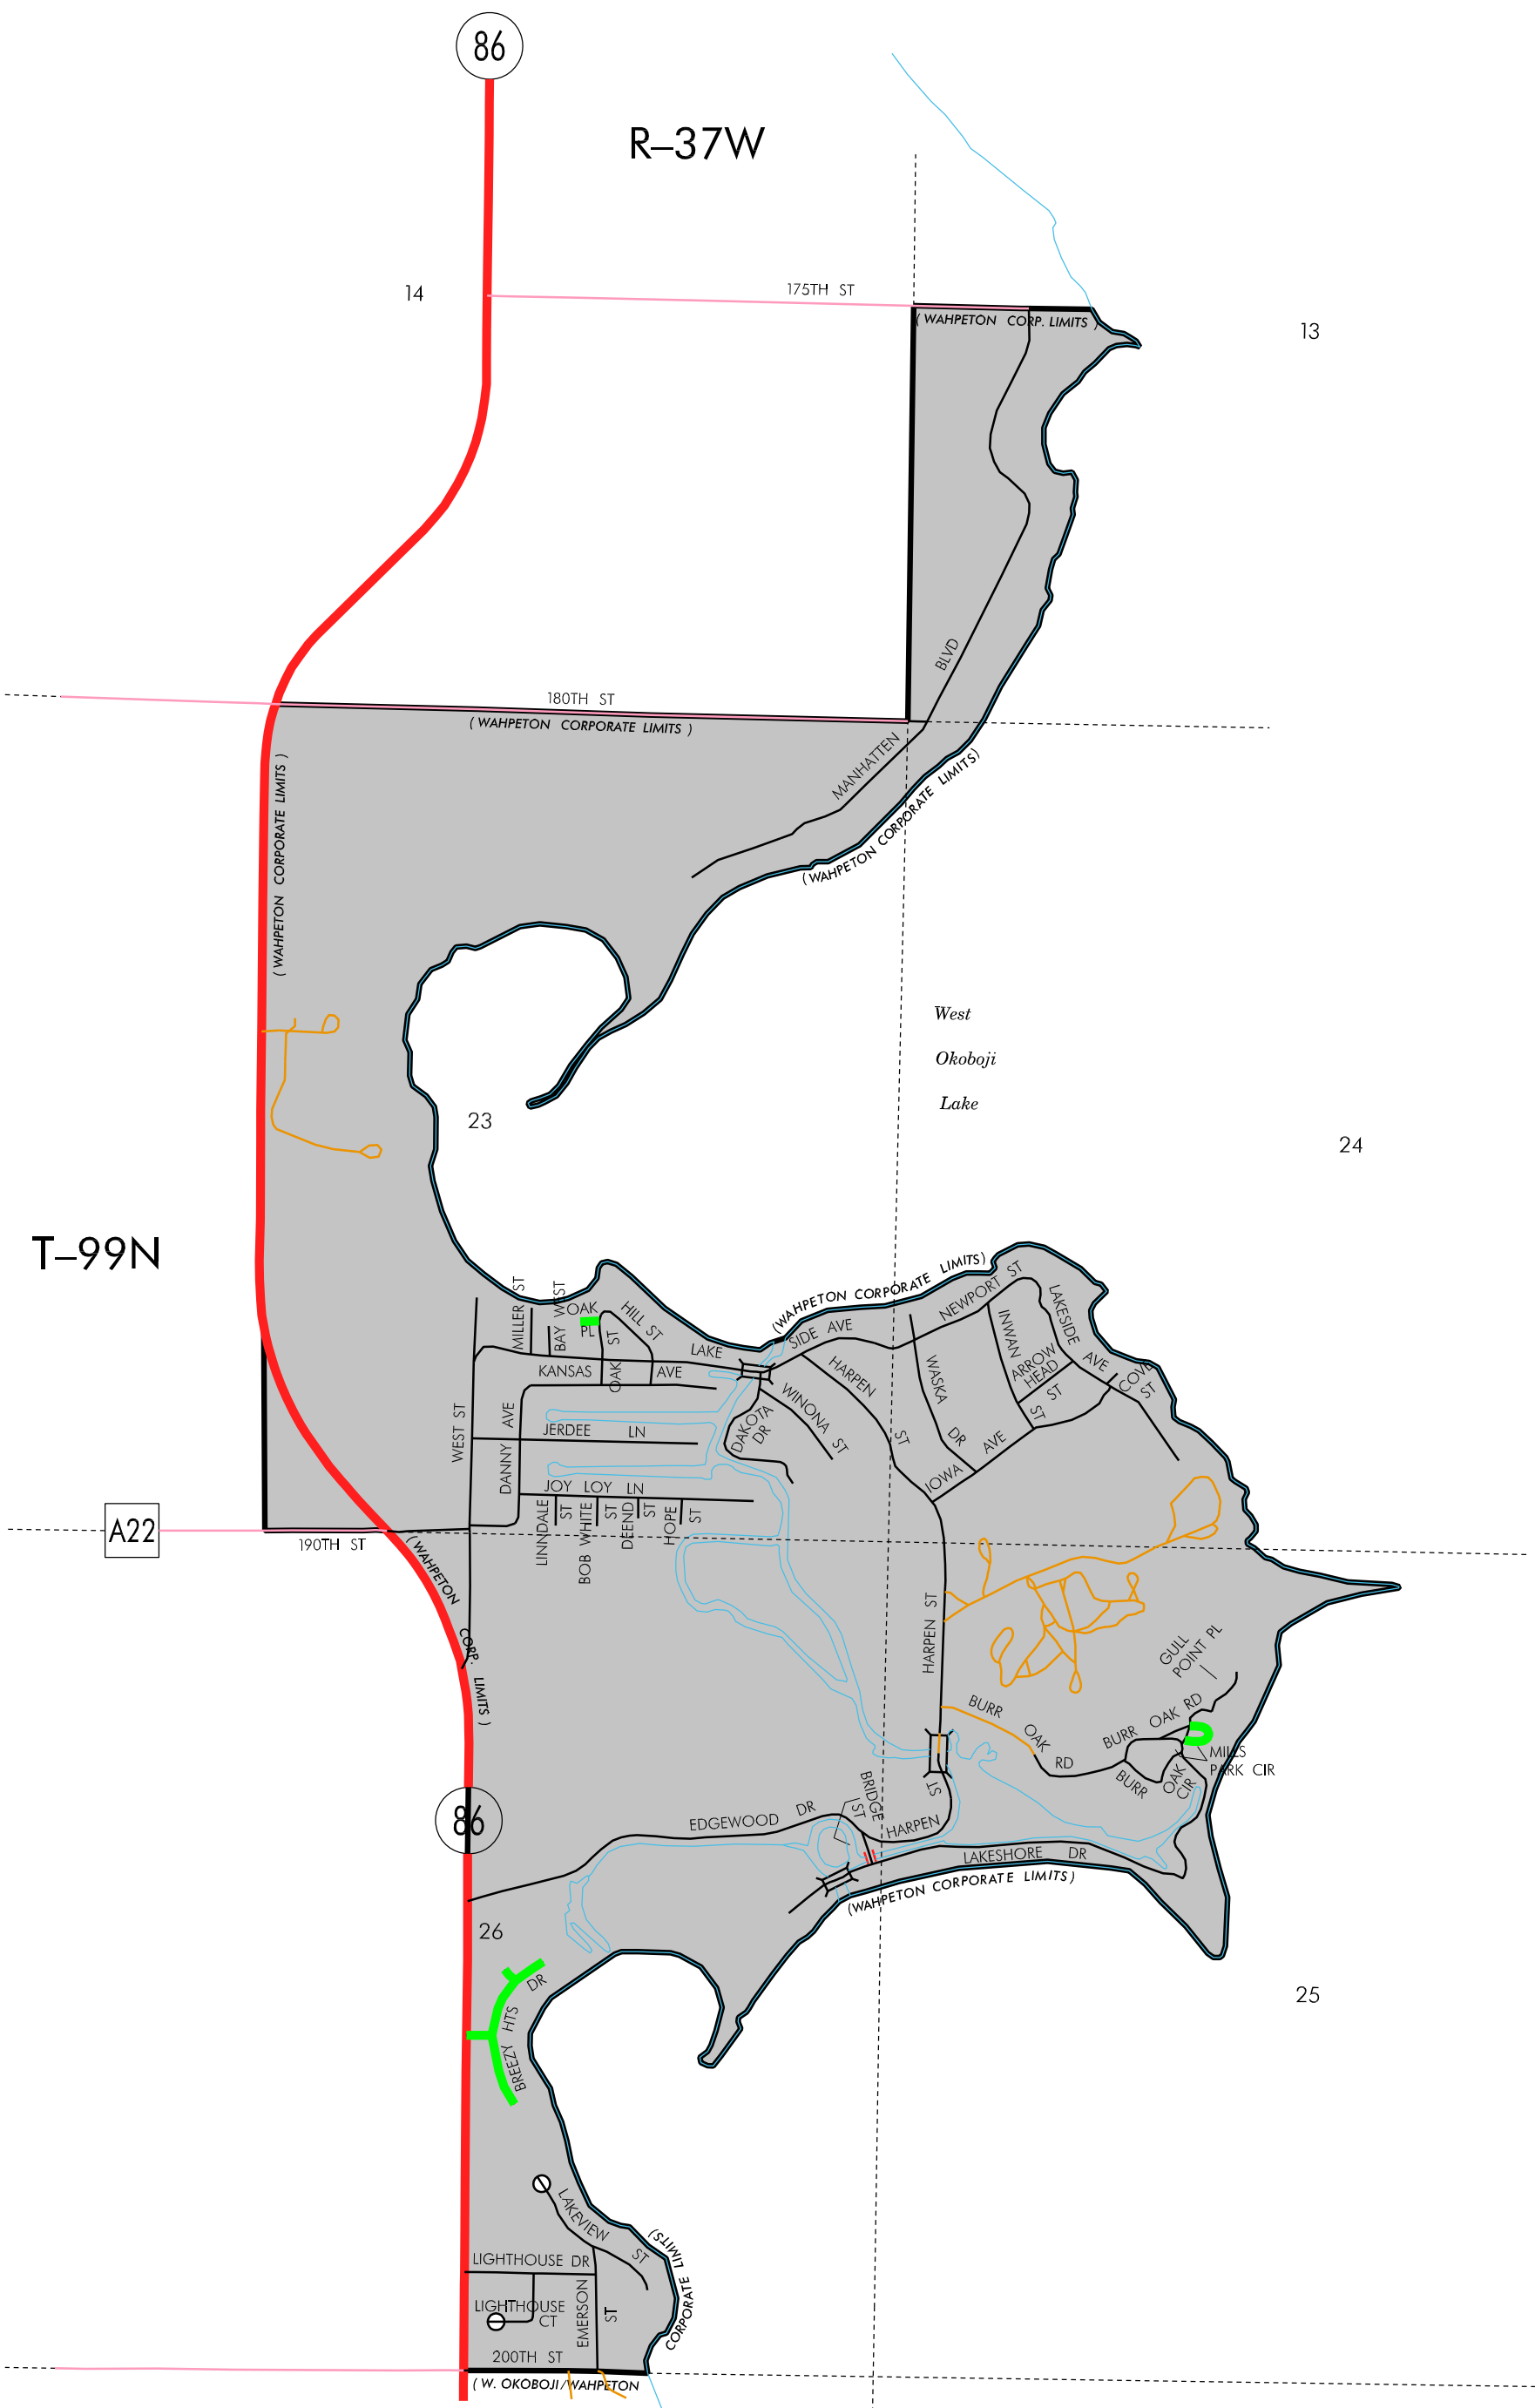 86
R–37W
14
175TH ST
( WAHPETON CORP. LIMITS )
13
BLVD
180TH ST
( WAHPETON CORPORATE LIMITS )
MANHATTEN
(WAHPETON CORPORATE LIMITS)
( WAHPETON CORPORATE LIMITS )
West
Okoboji
Lake
23
24
T–99N
(WAHPETON CORPORATE LIMITS)
MILLER ST
BAY WEST
OAK
PL
HILL ST
OAK ST
LAKE
SIDE AVE
NEWPORT ST
LAKESIDE AVE
INWAN ST
ARROW
HEAD ST
COVE
ST
KANSAS AVE
HARPEN ST
WASKA DR
WINONA ST
DAKOTA
DR
WEST ST
DANNY AVE
JERDEE LN
IOWA AVE
JOY LOY LN
LINNDALE
ST
BOB WHITE
ST
DEEND
ST
HOPE
ST
A22
190TH ST
( WAHPETON CORP. LIMITS )
HARPEN ST
GULL
POINT PL
BURR OAK RD
BURR OAK RD
MILLS
PARK CIR
BURR OAK
CIR
86
BRIDGE
ST
EDGEWOOD DR
HARPEN ST
LAKESHORE DR
(WAHPETON CORPORATE LIMITS)
26
25
BREEZY HTS DR
LAKEVIEW ST
CORPORATE LIMITS)
LIGHTHOUSE DR
LIGHTHOUSE
CT
EMERSON
ST
200TH ST
( W. OKOBOJI/WAHPETON